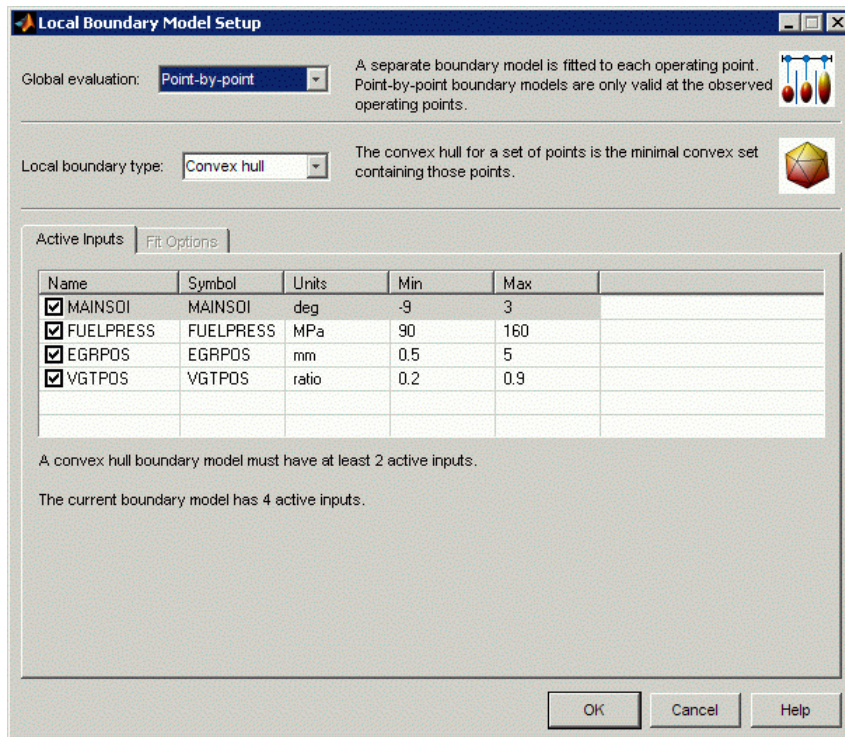 Local Boundary Model Setup
Global evaluation: Point-by-point
A separate boundary model is fitted to each operating point.
Point-by-point boundary models are only valid at the observed
operating points.
Local boundary type: Convex hull
The convex hull for a set of points is the minimal convex set
containing those points.
Active Inputs Fit Options
Name Symbol Units Min Max
MAINSOI MAINSOI deg -9 3
FUELPRESS FUELPRESS MPa 90 160
EGRPOS EGRPOS mm 0.5 5
VGTPOS VGTPOS ratio 0.2 0.9
A convex hull boundary model must have at least 2 active inputs.
The current boundary model has 4 active inputs.
OK Cancel Help